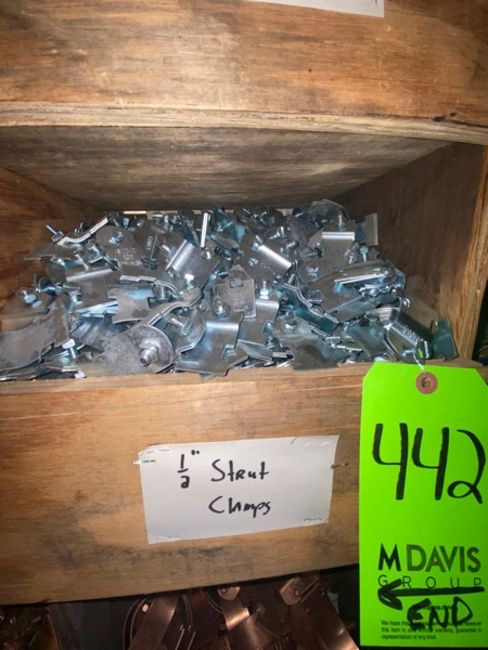 1/2" Strut
Clamps
442
M DAVIS
GROUP
END